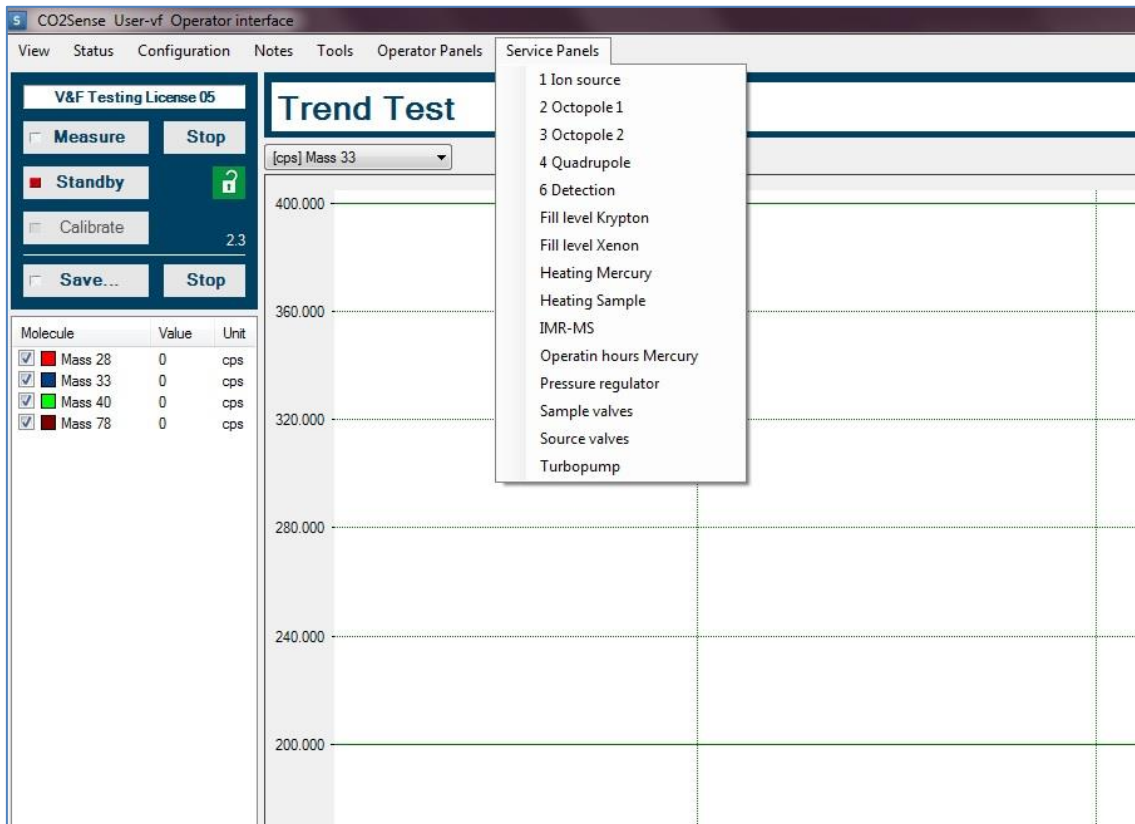 S CO2Sense User-vf Operator interface
View Status Configuration Notes Tools Operator Panels Service Panels
V&F Testing License 05
Measure Stop
Standby
Calibrate
2.3
Save... Stop
Molecule Value Unit
Mass 28 0 cps
Mass 33 0 cps
Mass 40 0 cps
Mass 78 0 cps
Trend Test
[cps] Mass 33
400.000
360.000
320.000
280.000
240.000
200.000
1 Ion source
2 Octopole 1
3 Octopole 2
4 Quadrupole
6 Detection
Fill level Krypton
Fill level Xenon
Heating Mercury
Heating Sample
IMR-MS
Operatin hours Mercury
Pressure regulator
Sample valves
Source valves
Turbopump